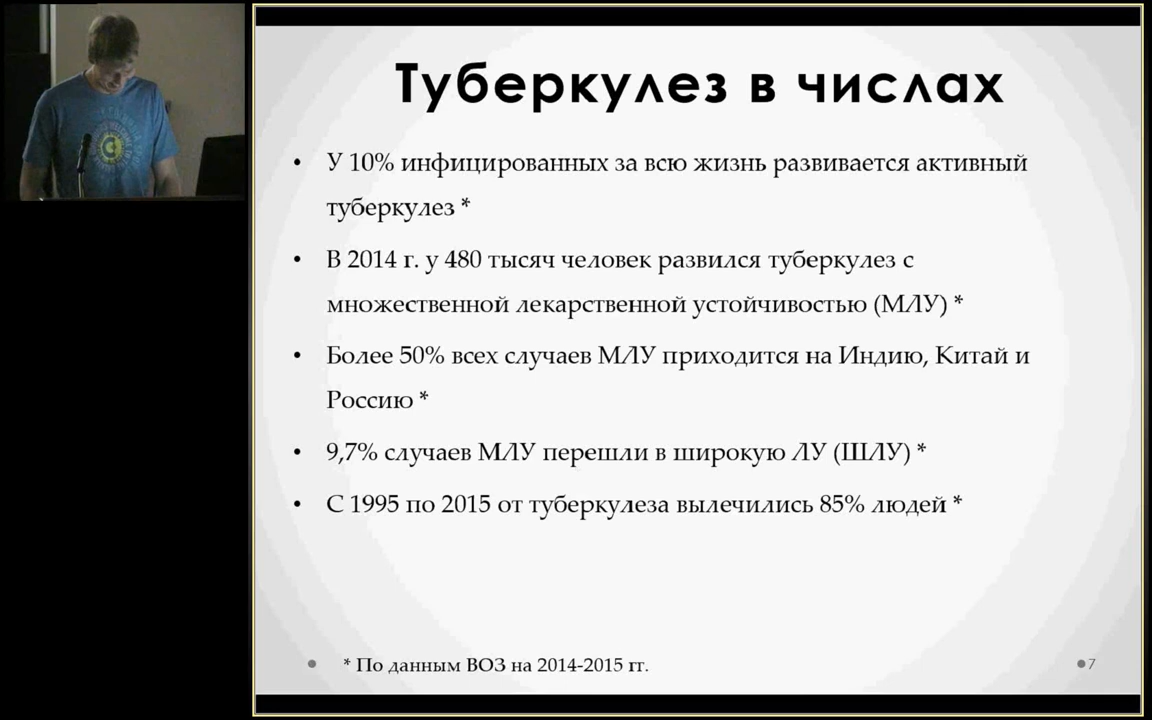 Туберкулез в числах
• У 10% инфицированных за всю жизнь развивается активный
туберкулез *
• В 2014 г. у 480 тысяч человек развился туберкулез с
множественной лекарственной устойчивостью (МЛУ) *
• Более 50% всех случаев МЛУ приходится на Индию, Китай и
Россию *
• 9,7% случаев МЛУ перешли в широкую ЛУ (ШЛУ) *
• С 1995 по 2015 от туберкулеза вылечились 85% людей *
* По данным ВОЗ на 2014-2015 гг.
7